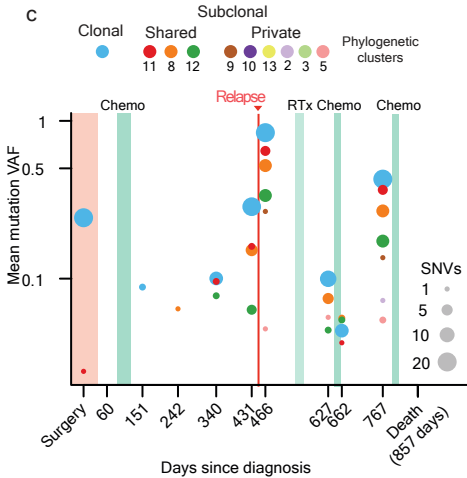 C
Subclonal
Clonal Shared Private
Phylogenetic
clusters
11 8 12 9 10 13 2 3 5
Chemo Relapse RTx Chemo Chemo
Mean mutation VAF
1
0.5
0.1
SNVs
1
5
10
20
Surgery 60 151 242 340 431 466 627 662 767 Death
(857 days)
Days since diagnosis